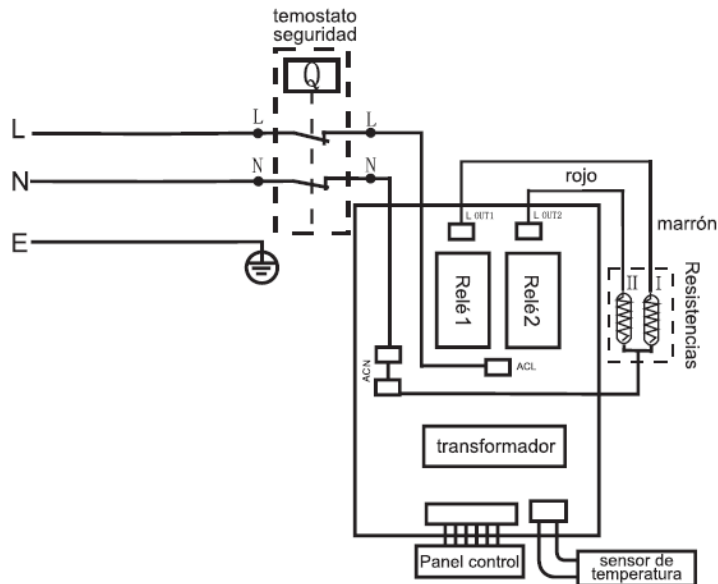 temostato
seguridad
Q
L
L
L
N
N
N
E
rojo
marrón
L OUT1
L OUT2
Relé1
Relé2
II
I
Resistencias
ACN
ACL
transformador
Panel control
sensor de
temperatura